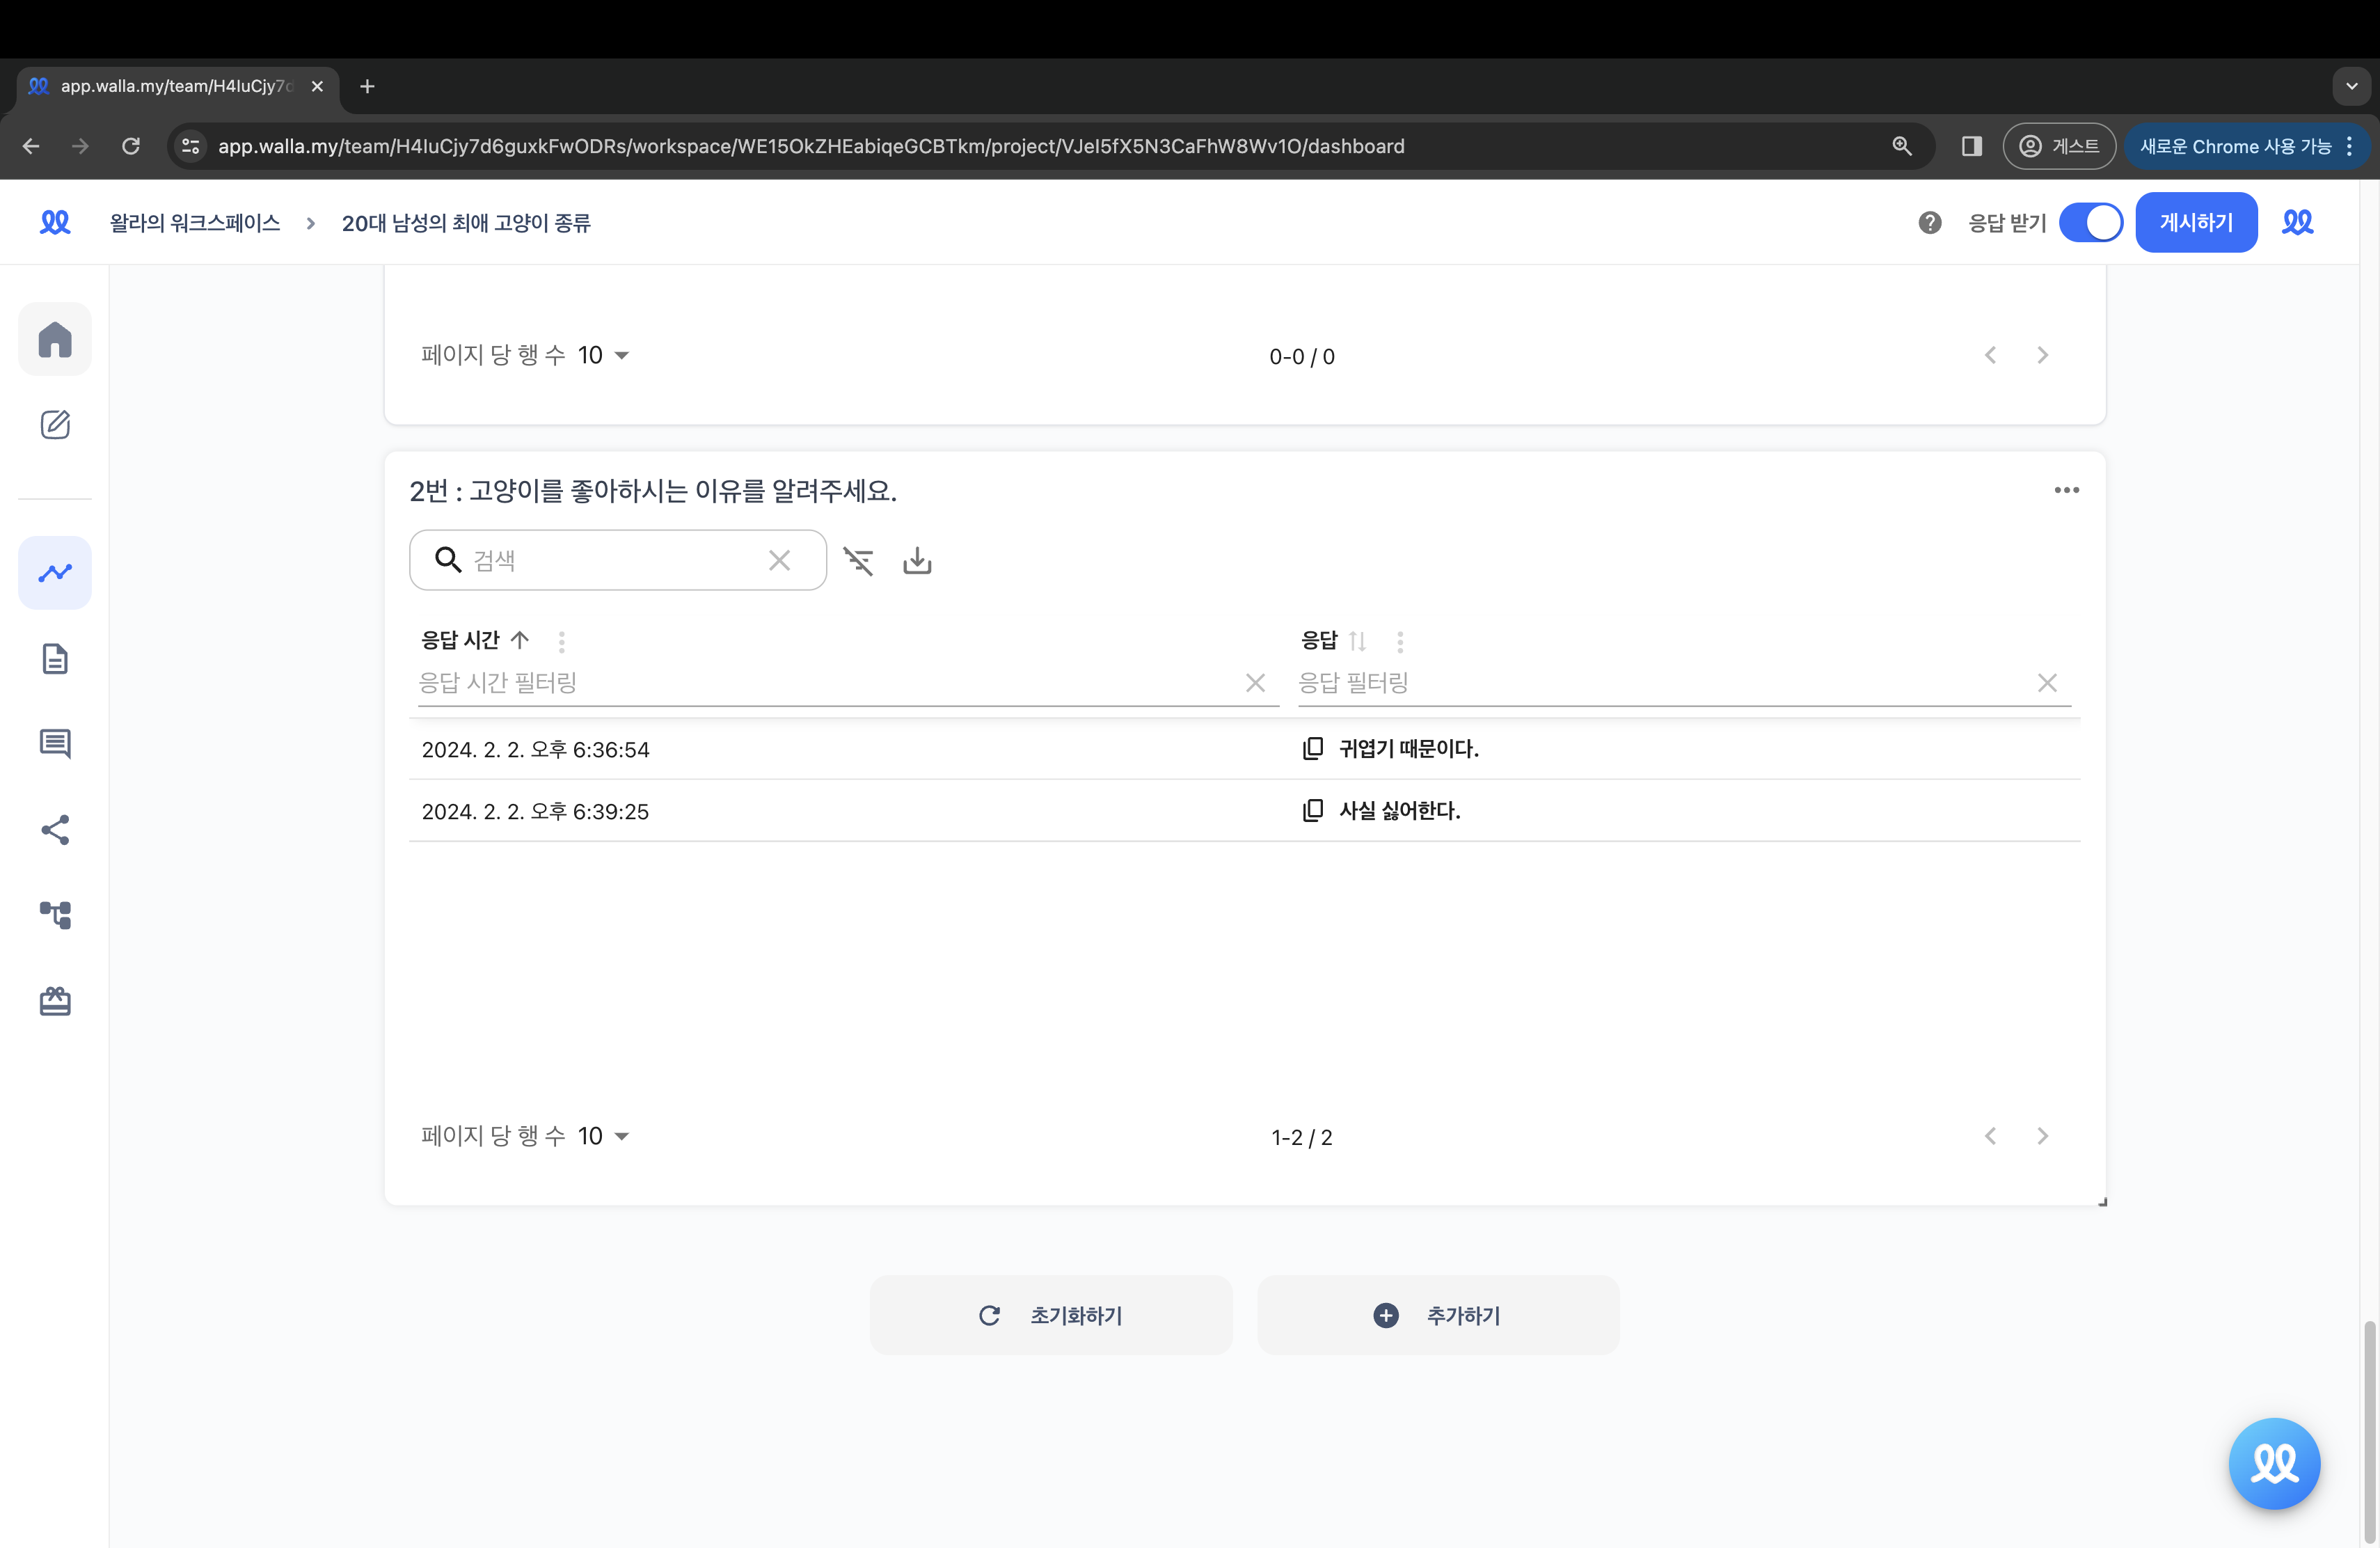 app.walla.my/team/H4IuCjy7d
app.walla.my/team/H4IuCjy7d6guxkFwODRs/workspace/WE15OkZHEabiqeGCBTkm/project/VJeI5fX5N3CaFhW8Wv1O/dashboard
게스트
새로운 Chrome 사용 가능
왈라의 워크스페이스 > 20대 남성의 최애 고양이 종류
응답 받기
게시하기
페이지 당 행 수 10
0-0 / 0
2번 : 고양이를 좋아하시는 이유를 알려주세요.
검색
응답 시간
응답
응답 시간 필터링
응답 필터링
2024. 2. 2. 오후 6:36:54
귀엽기 때문이다.
2024. 2. 2. 오후 6:39:25
사실 싫어한다.
페이지 당 행 수 10
1-2 / 2
초기화하기
추가하기